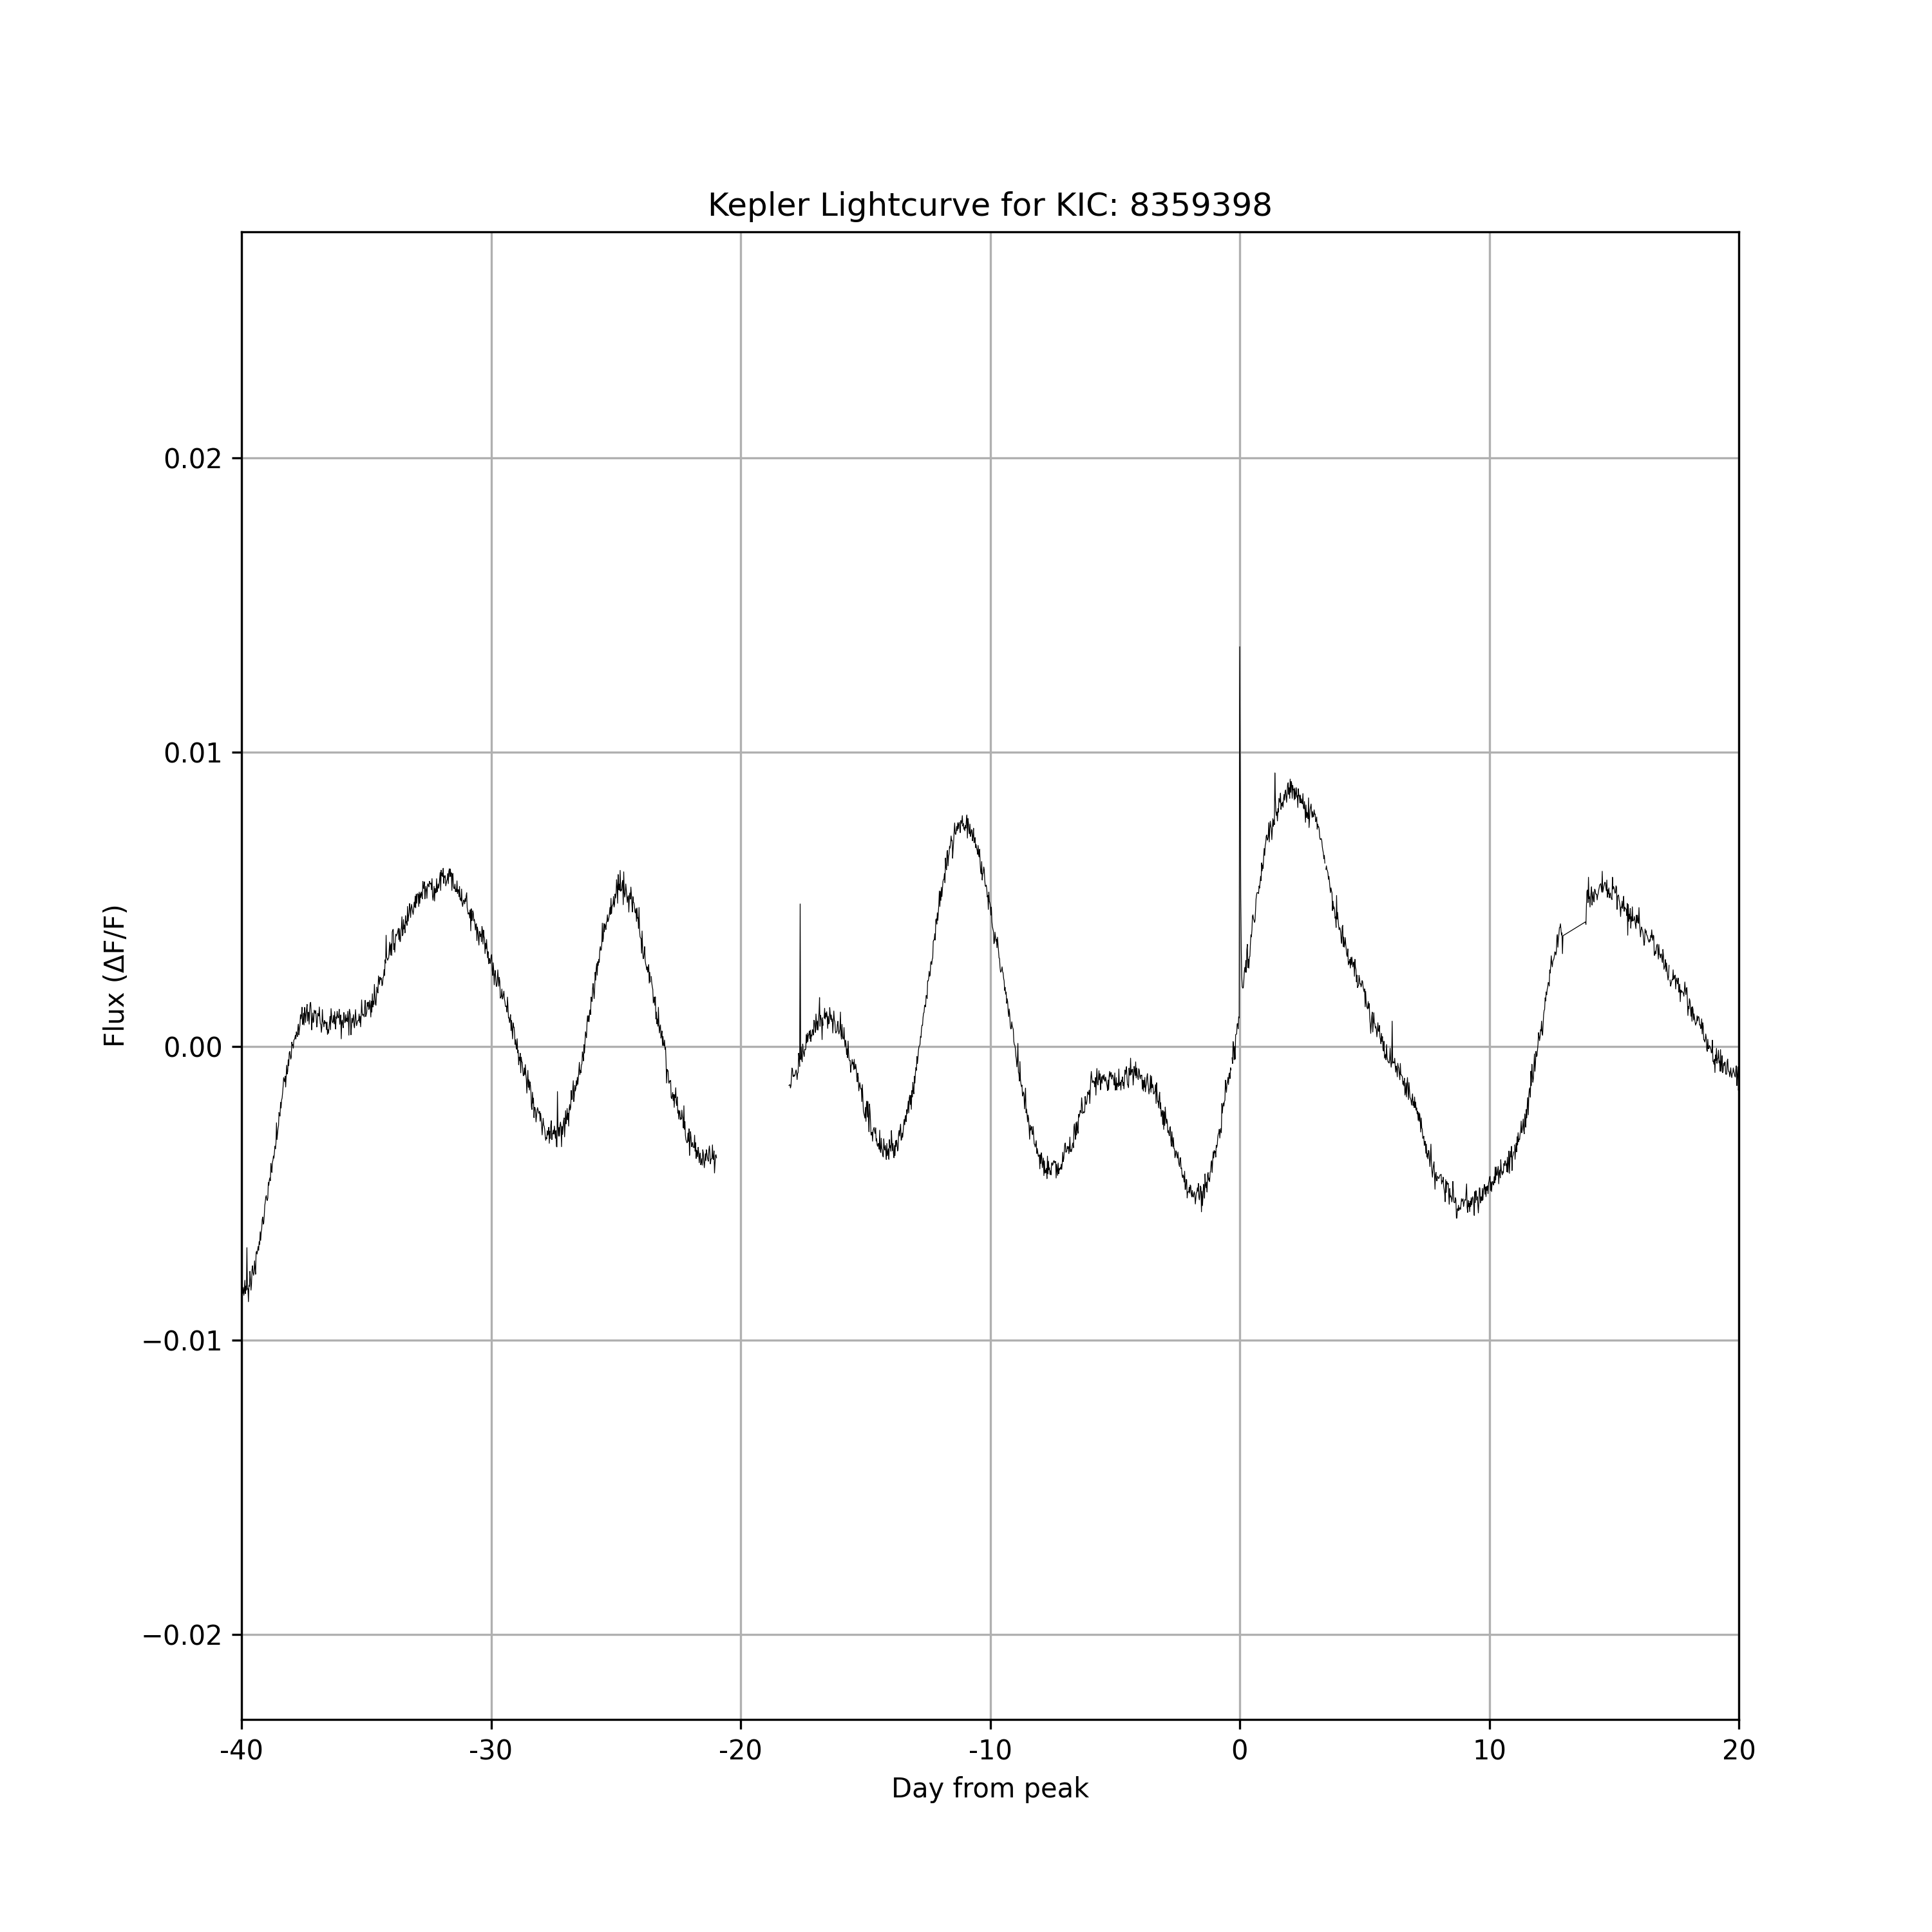 Kepler Lightcurve for KIC: 8359398
Flux (ΔF/F)
0.02
0.01
0.00
−0.01
−0.02
-40 -30 -20 -10 0 10 20
Day from peak